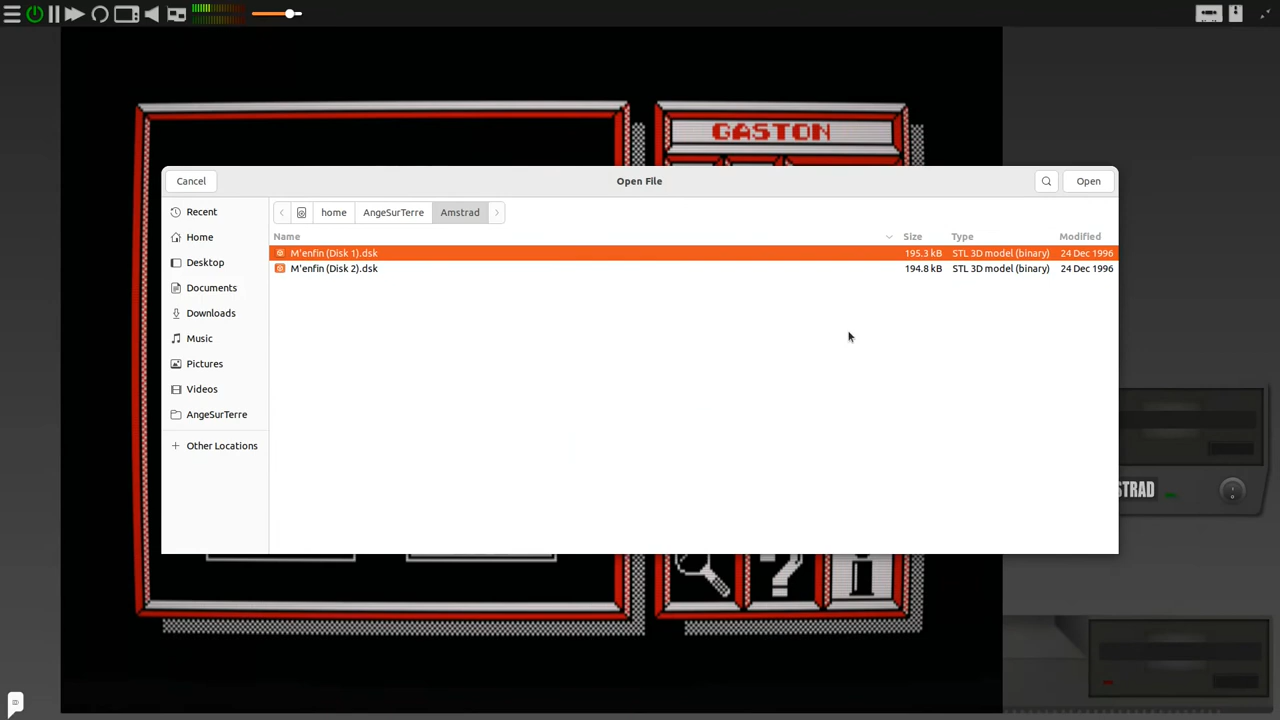 GASTON
Cancel
Open File
Open
Recent
Home
Desktop
Documents
Downloads
Music
Pictures
Videos
AngeSurTerre
Other Locations
home AngeSurTerre Amstrad
Name Size Type Modified
M'enfin (Disk 1).dsk 195.3 kB STL 3D model (binary) 24 Dec 1996
M'enfin (Disk 2).dsk 194.8 kB STL 3D model (binary) 24 Dec 1996
?
STRAD